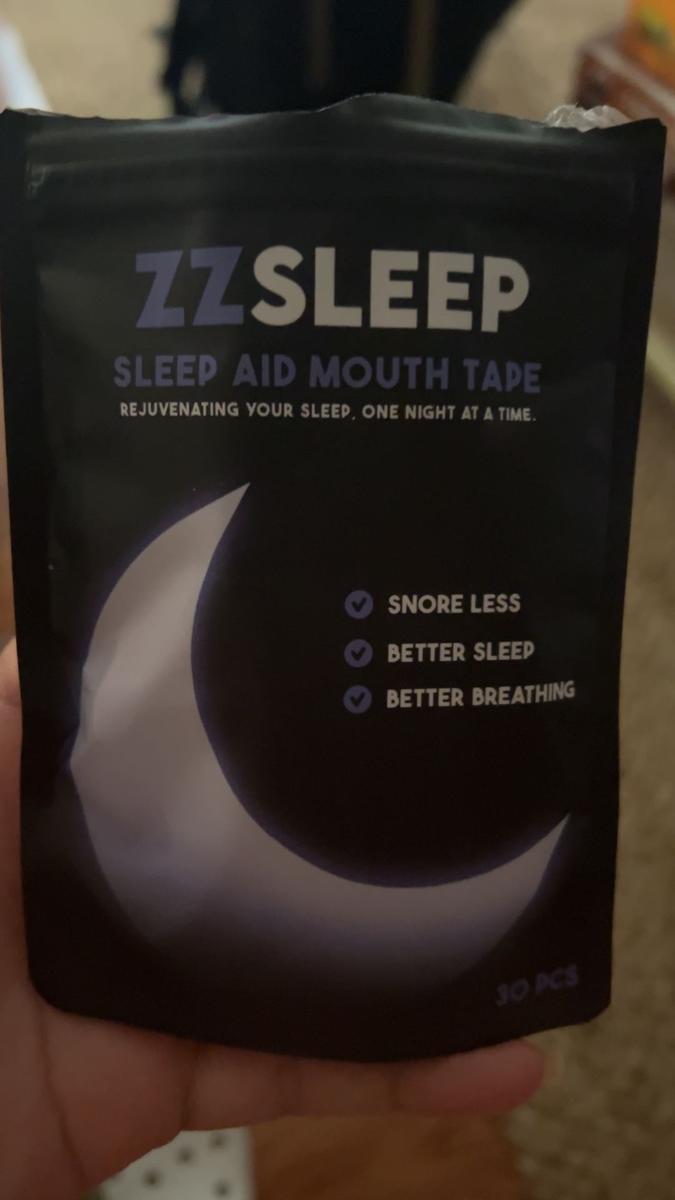 ZZSLEEP
SLEEP AID MOUTH TAPE
REJUVENATING YOUR SLEEP, ONE NIGHT AT A TIME.
SNORE LESS
BETTER SLEEP
BETTER BREATHING
30 PCS